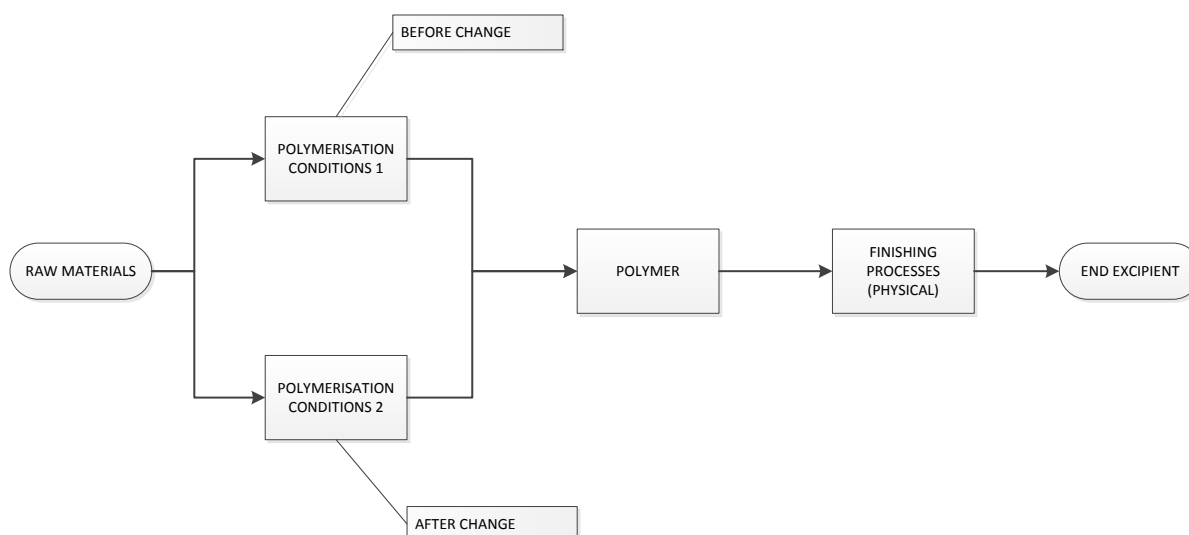 BEFORE CHANGE
POLYMERISATION
CONDITIONS 1
RAW MATERIALS
POLYMER
FINISHING
PROCESSES
(PHYSICAL)
END EXCIPIENT
POLYMERISATION
CONDITIONS 2
AFTER CHANGE